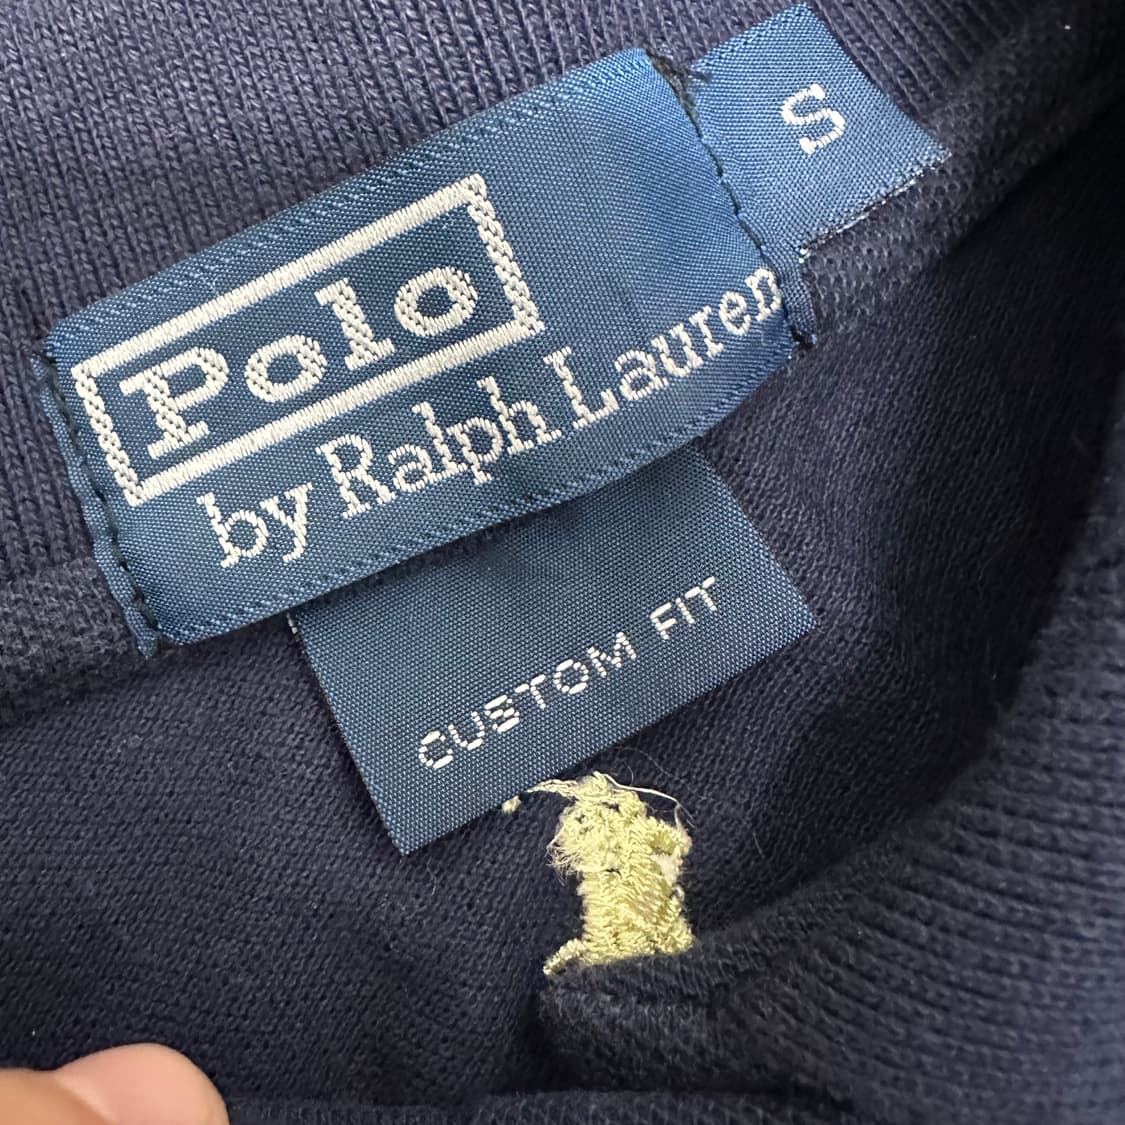 S
Polo
by Ralph Lauren
CUSTOM FIT